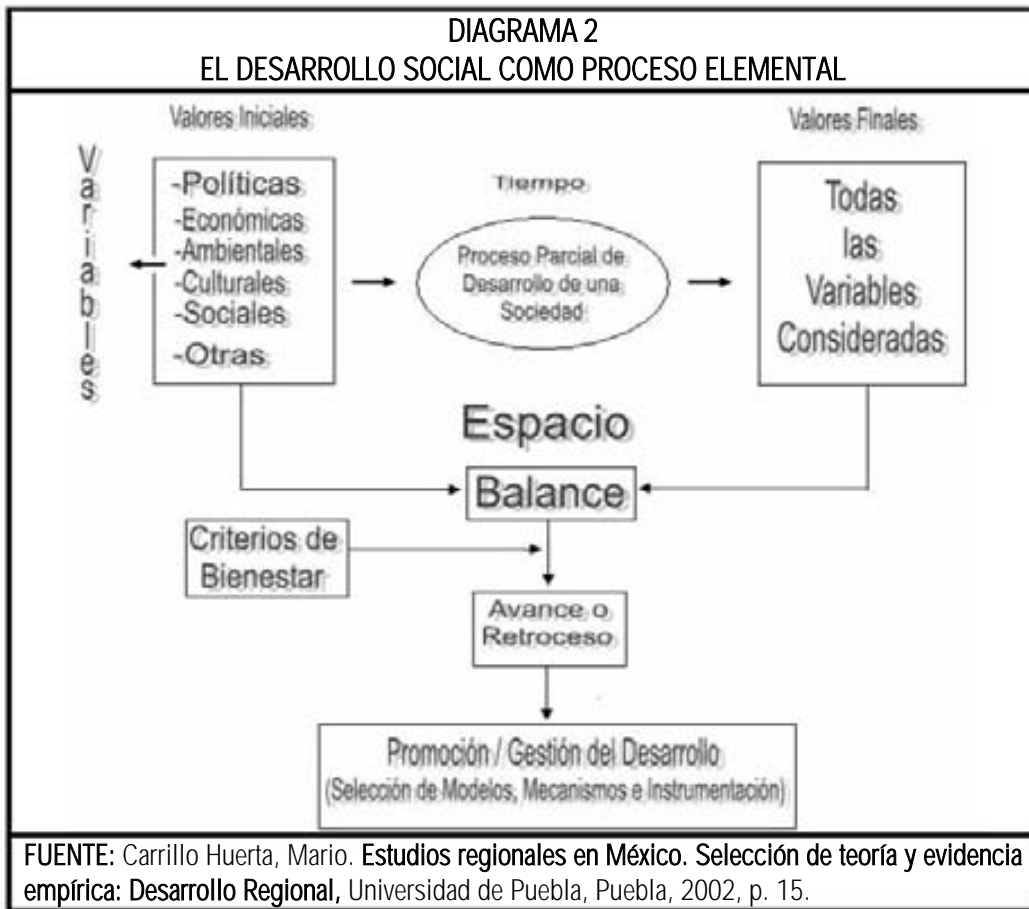 DIAGRAMA 2
EL DESARROLLO SOCIAL COMO PROCESO ELEMENTAL
Valores Iniciales
Valores Finales
Variables
-Políticas
-Económicas
-Ambientales
-Culturales
-Sociales
-Otras
Tiempo
Proceso Parcial de
Desarrollo de una
Sociedad
Todas
las
Variables
Consideradas
Espacio
Balance
Criterios de
Bienestar
Avance o
Retroceso
Promoción / Gestión del Desarrollo
(Selección de Modelos, Mecanismos e Instrumentación)
FUENTE: Carrillo Huerta, Mario. Estudios regionales en México. Selección de teoría y evidencia
empírica: Desarrollo Regional, Universidad de Puebla, Puebla, 2002, p. 15.